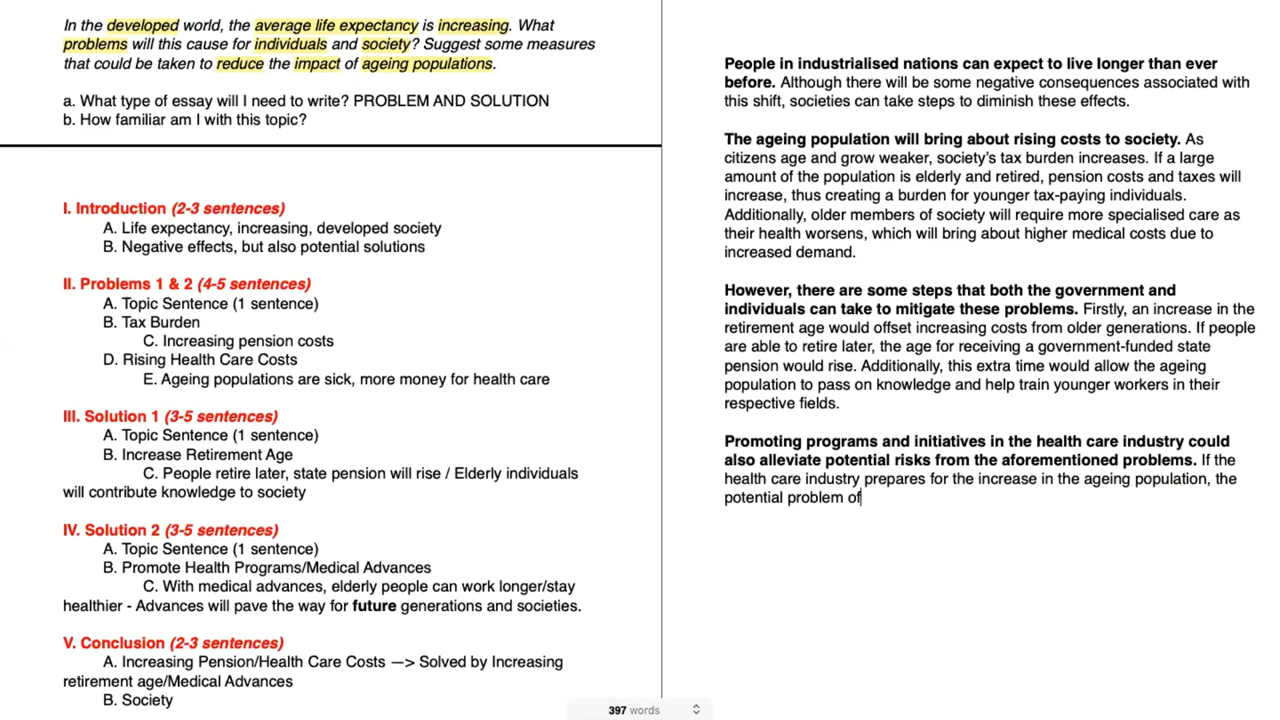 In the developed world, the average life expectancy is increasing. What
problems will this cause for individuals and society? Suggest some measures
that could be taken to reduce the impact of ageing populations.
a. What type of essay will I need to write? PROBLEM AND SOLUTION
b. How familiar am I with this topic?
I. Introduction (2-3 sentences)
A. Life expectancy, increasing, developed society
B. Negative effects, but also potential solutions
II. Problems 1 & 2 (4-5 sentences)
A. Topic Sentence (1 sentence)
B. Tax Burden
C. Increasing pension costs
D. Rising Health Care Costs
E. Ageing populations are sick, more money for health care
III. Solution 1 (3-5 sentences)
A. Topic Sentence (1 sentence)
B. Increase Retirement Age
C. People retire later, state pension will rise / Elderly individuals
will contribute knowledge to society
IV. Solution 2 (3-5 sentences)
A. Topic Sentence (1 sentence)
B. Promote Health Programs/Medical Advances
C. With medical advances, elderly people can work longer/stay
healthier - Advances will pave the way for future generations and societies.
V. Conclusion (2-3 sentences)
A. Increasing Pension/Health Care Costs —> Solved by Increasing
retirement age/Medical Advances
B. Society
People in industrialised nations can expect to live longer than ever
before. Although there will be some negative consequences associated with
this shift, societies can take steps to diminish these effects.
The ageing population will bring about rising costs to society. As
citizens age and grow weaker, society's tax burden increases. If a large
amount of the population is elderly and retired, pension costs and taxes will
increase, thus creating a burden for younger tax-paying individuals.
Additionally, older members of society will require more specialised care as
their health worsens, which will bring about higher medical costs due to
increased demand.
However, there are some steps that both the government and
individuals can take to mitigate these problems. Firstly, an increase in the
retirement age would offset increasing costs from older generations. If people
are able to retire later, the age for receiving a government-funded state
pension would rise. Additionally, this extra time would allow the ageing
population to pass on knowledge and help train younger workers in their
respective fields.
Promoting programs and initiatives in the health care industry could
also alleviate potential risks from the aforementioned problems. If the
health care industry prepares for the increase in the ageing population, the
potential problem of
397 words